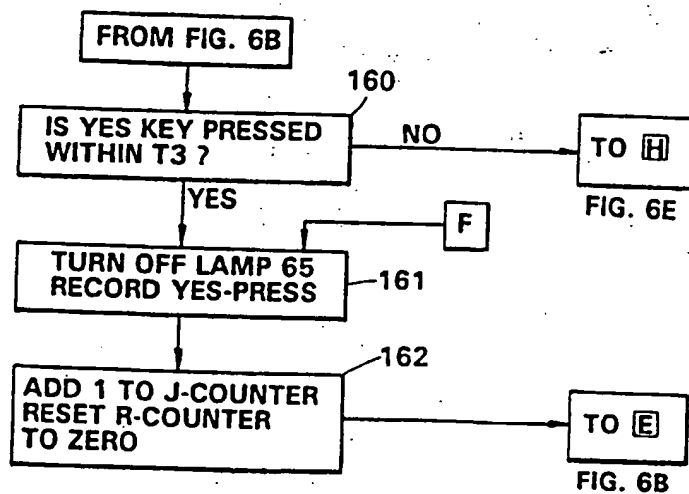 FROM FIG. 6B
160
IS YES KEY PRESSED
WITHIN T3 ?
NO
TO H
FIG. 6E
YES
F
TURN OFF LAMP 65
RECORD YES-PRESS
161
162
ADD 1 TO J-COUNTER
RESET R-COUNTER
TO ZERO
TO E
FIG. 6B